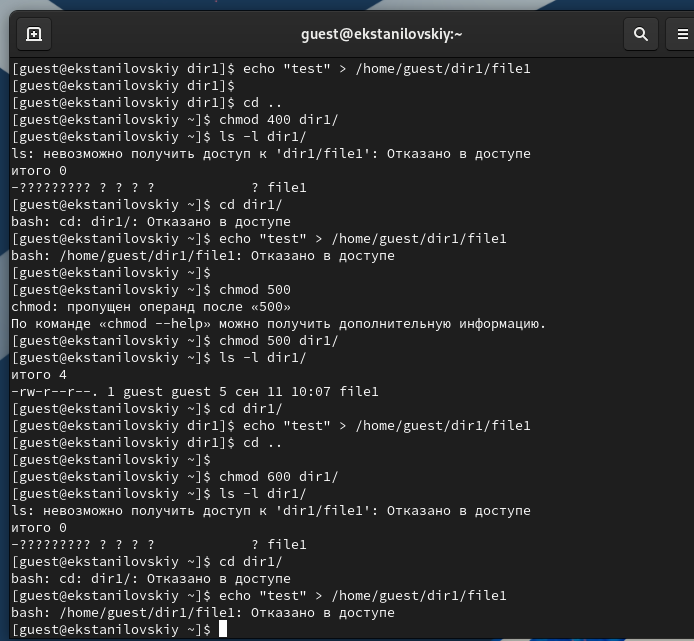 guest@ekstanilovskiy:~
[guest@ekstanilovskiy dir1]$ echo "test" > /home/guest/dir1/file1
[guest@ekstanilovskiy dir1]$
[guest@ekstanilovskiy dir1]$ cd ..
[guest@ekstanilovskiy ~]$ chmod 400 dir1/
[guest@ekstanilovskiy ~]$ ls -l dir1/
ls: невозможно получить доступ к 'dir1/file1': Отказано в доступе
итого 0
-????????? ? ? ? ?            ? file1
[guest@ekstanilovskiy ~]$ cd dir1/
bash: cd: dir1/: Отказано в доступе
[guest@ekstanilovskiy ~]$ echo "test" > /home/guest/dir1/file1
bash: /home/guest/dir1/file1: Отказано в доступе
[guest@ekstanilovskiy ~]$
[guest@ekstanilovskiy ~]$ chmod 500
chmod: пропущен операнд после «500»
По команде «chmod --help» можно получить дополнительную информацию.
[guest@ekstanilovskiy ~]$ chmod 500 dir1/
[guest@ekstanilovskiy ~]$ ls -l dir1/
итого 4
-rw-r--r--. 1 guest guest 5 сен 11 10:07 file1
[guest@ekstanilovskiy ~]$ cd dir1/
[guest@ekstanilovskiy dir1]$ echo "test" > /home/guest/dir1/file1
[guest@ekstanilovskiy dir1]$ cd ..
[guest@ekstanilovskiy ~]$
[guest@ekstanilovskiy ~]$ chmod 600 dir1/
[guest@ekstanilovskiy ~]$ ls -l dir1/
ls: невозможно получить доступ к 'dir1/file1': Отказано в доступе
итого 0
-????????? ? ? ? ?            ? file1
[guest@ekstanilovskiy ~]$ cd dir1/
bash: cd: dir1/: Отказано в доступе
[guest@ekstanilovskiy ~]$ echo "test" > /home/guest/dir1/file1
bash: /home/guest/dir1/file1: Отказано в доступе
[guest@ekstanilovskiy ~]$